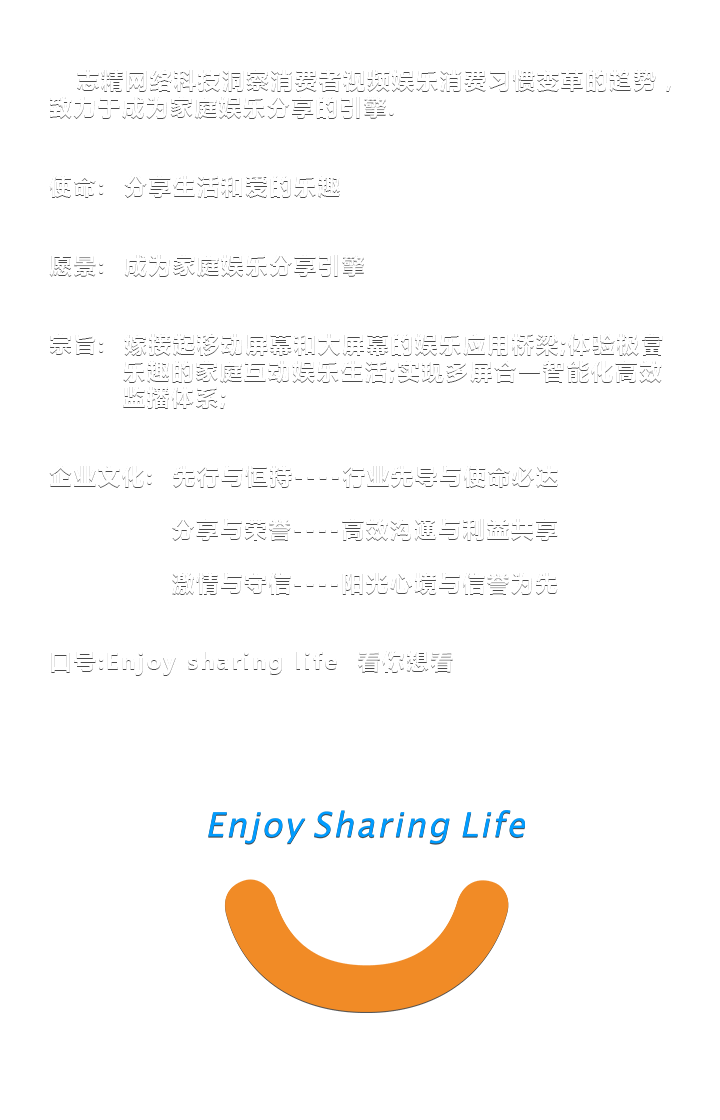 志精网络科技洞察消费者视频娱乐消费习惯变革的趋势，
致力于成为家庭娱乐分享的引擎.
使命: 分享生活和爱的乐趣
愿景: 成为家庭娱乐分享引擎
宗旨: 嫁接起移动屏幕和大屏幕的娱乐应用桥梁;体验极富
乐趣的家庭互动娱乐生活;实现多屏合一智能化高效
监播体系;
企业文化: 先行与恒持----行业先导与使命必达
分享与荣誉----高效沟通与利益共享
激情与守信----阳光心境与信誉为先
口号:Enjoy sharing life 看你想看
Enjoy Sharing Life